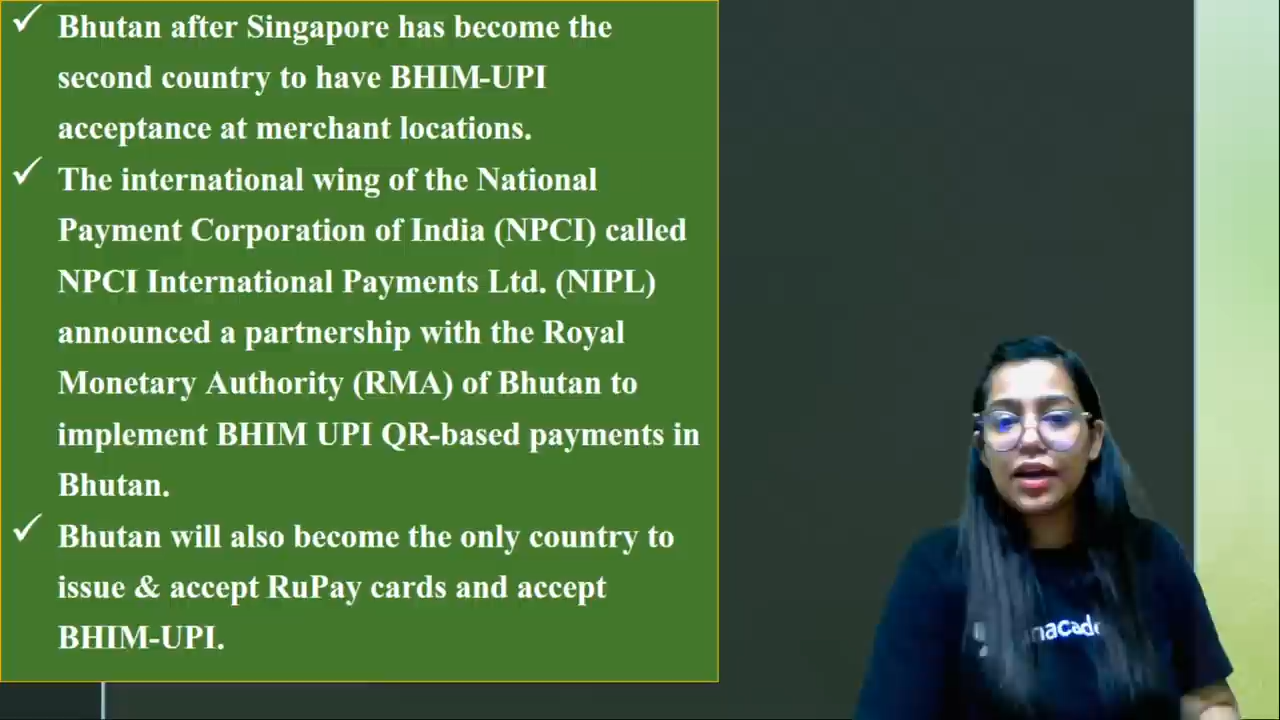 Bhutan after Singapore has become the
second country to have BHIM-UPI
acceptance at merchant locations.
The international wing of the National
Payment Corporation of India (NPCI) called
NPCI International Payments Ltd. (NIPL)
announced a partnership with the Royal
Monetary Authority (RMA) of Bhutan to
implement BHIM UPI QR-based payments in
Bhutan.
Bhutan will also become the only country to
issue & accept RuPay cards and accept
BHIM-UPI.